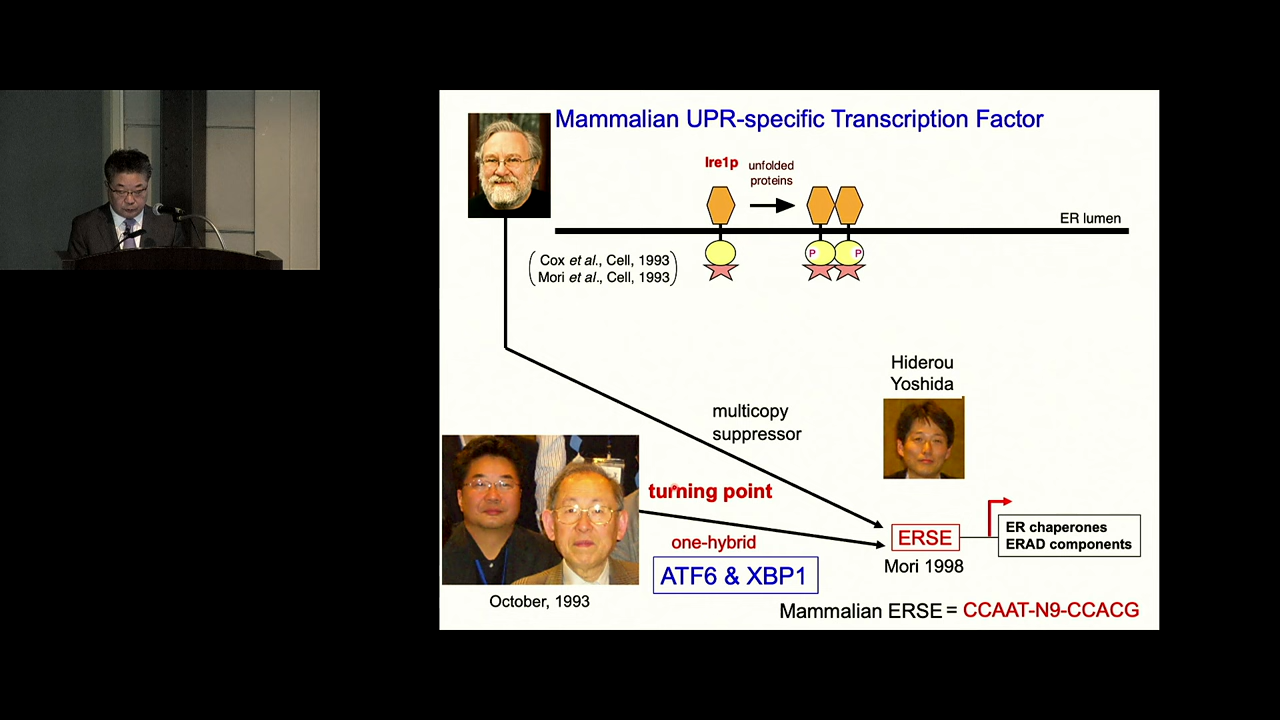 Mammalian UPR-specific Transcription Factor
Ire1p
unfolded
proteins
ER lumen
(Cox et al., Cell, 1993
Mori et al., Cell, 1993)
P
P
Hiderou
Yoshida
multicopy
suppressor
turning point
one-hybrid
ATF6 & XBP1
October, 1993
ERSE
ER chaperones
ERAD components
Mori 1998
Mammalian ERSE = CCAAT-N9-CCACG